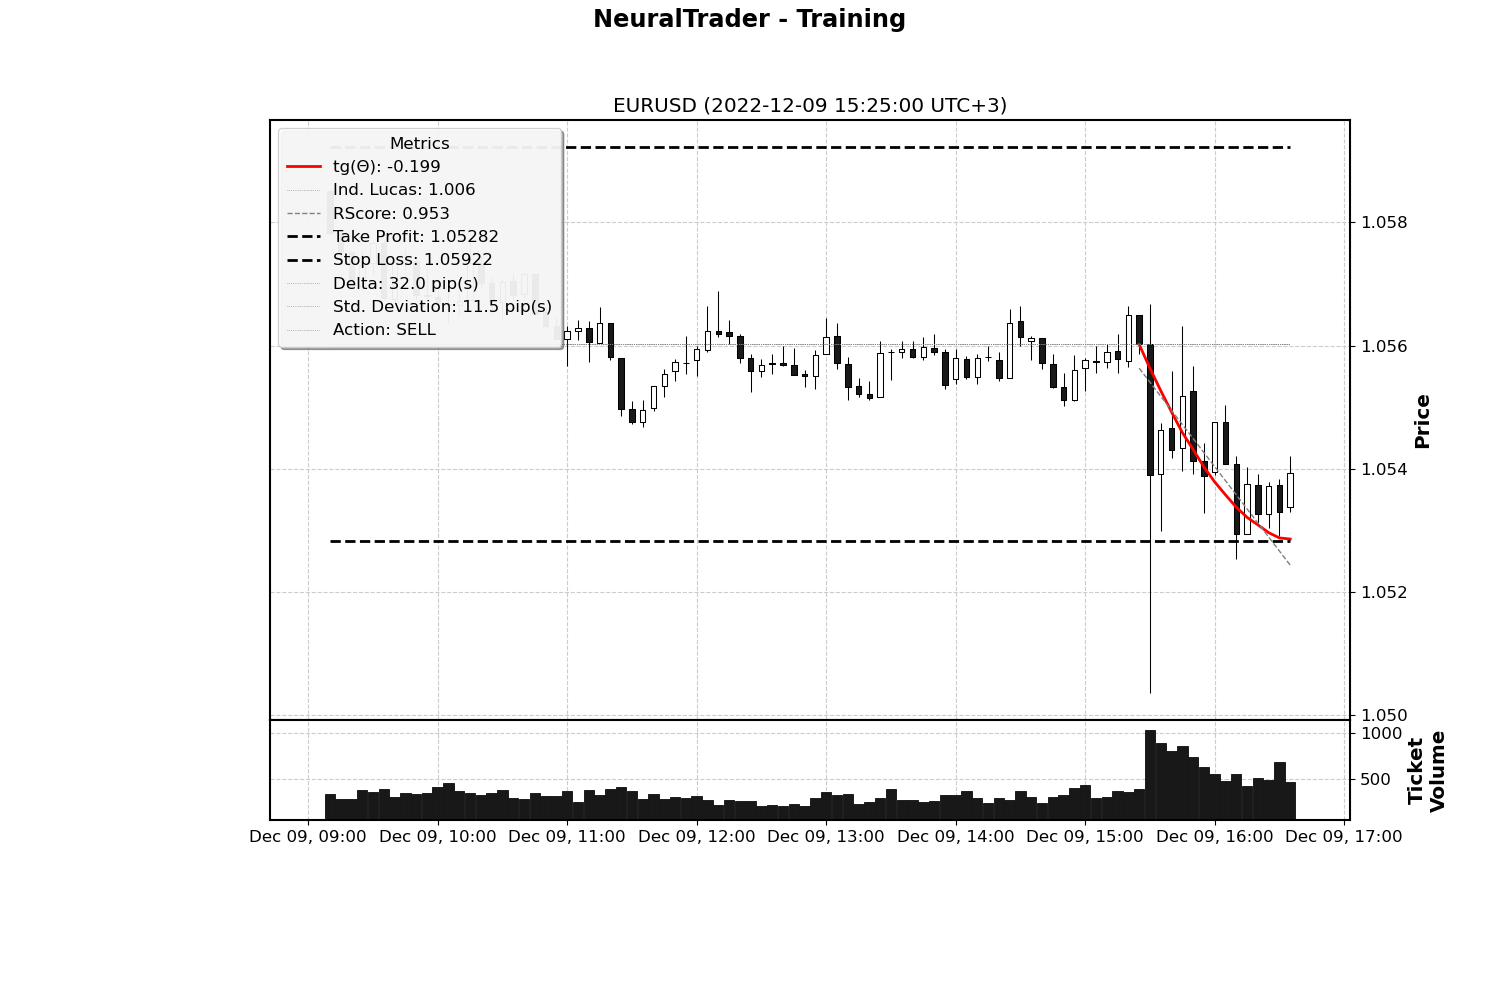 NeuralTrader - Training
EURUSD (2022-12-09 15:25:00 UTC+3)
Metrics
tg(Θ): -0.199
Ind. Lucas: 1.006
RScore: 0.953
Take Profit: 1.05282
Stop Loss: 1.05922
Delta: 32.0 pip(s)
Std. Deviation: 11.5 pip(s)
Action: SELL
1.058
1.056
1.054
1.052
1.050
Price
1000
500
Ticket
Volume
Dec 09, 09:00
Dec 09, 10:00
Dec 09, 11:00
Dec 09, 12:00
Dec 09, 13:00
Dec 09, 14:00
Dec 09, 15:00
Dec 09, 16:00
Dec 09, 17:00